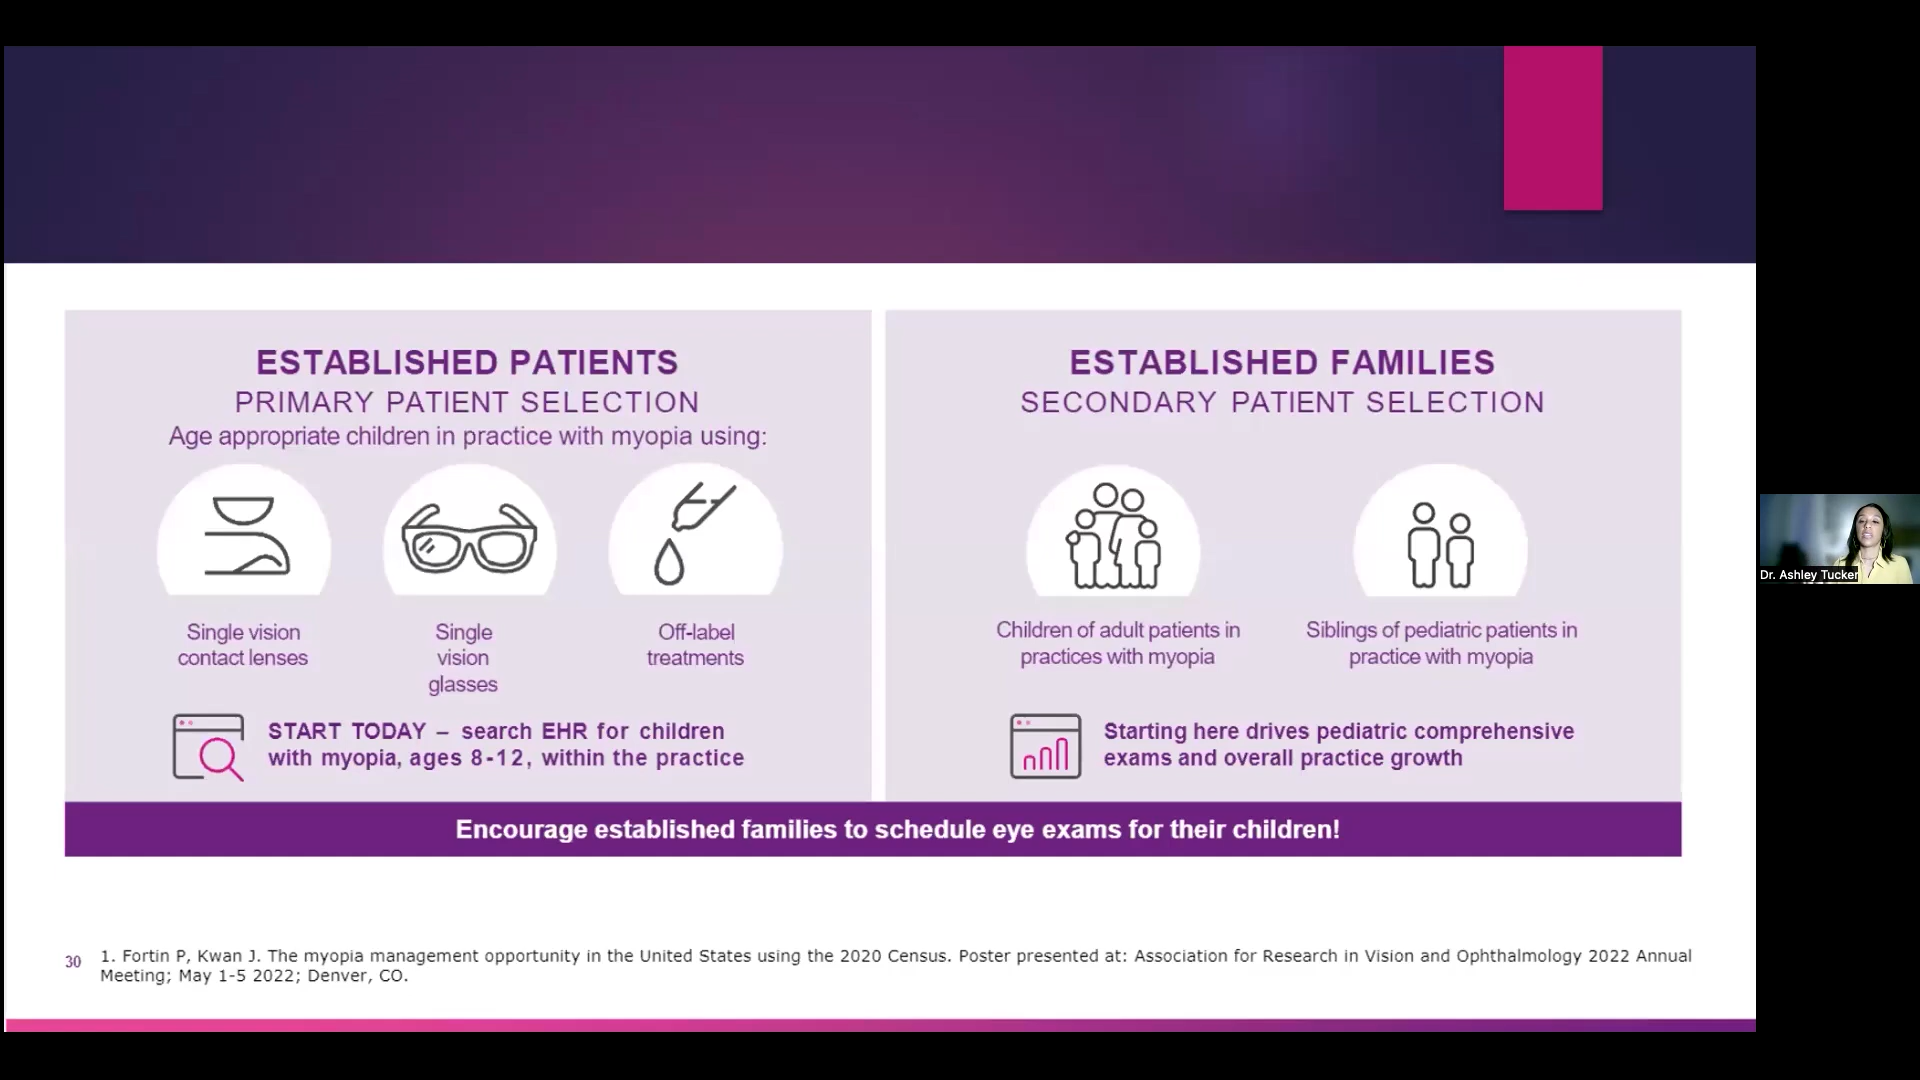 ESTABLISHED PATIENTS
PRIMARY PATIENT SELECTION
Age appropriate children in practice with myopia using:
Single vision
contact lenses
Single
vision
glasses
Off-label
treatments
START TODAY – search EHR for children
with myopia, ages 8-12, within the practice
ESTABLISHED FAMILIES
SECONDARY PATIENT SELECTION
Children of adult patients in
practices with myopia
Siblings of pediatric patients in
practice with myopia
Starting here drives pediatric comprehensive
exams and overall practice growth
Encourage established families to schedule eye exams for their children!
30
1. Fortin P, Kwan J. The myopia management opportunity in the United States using the 2020 Census. Poster presented at: Association for Research in Vision and Ophthalmology 2022 Annual
Meeting; May 1-5 2022; Denver, CO.
Dr. Ashley Tucker